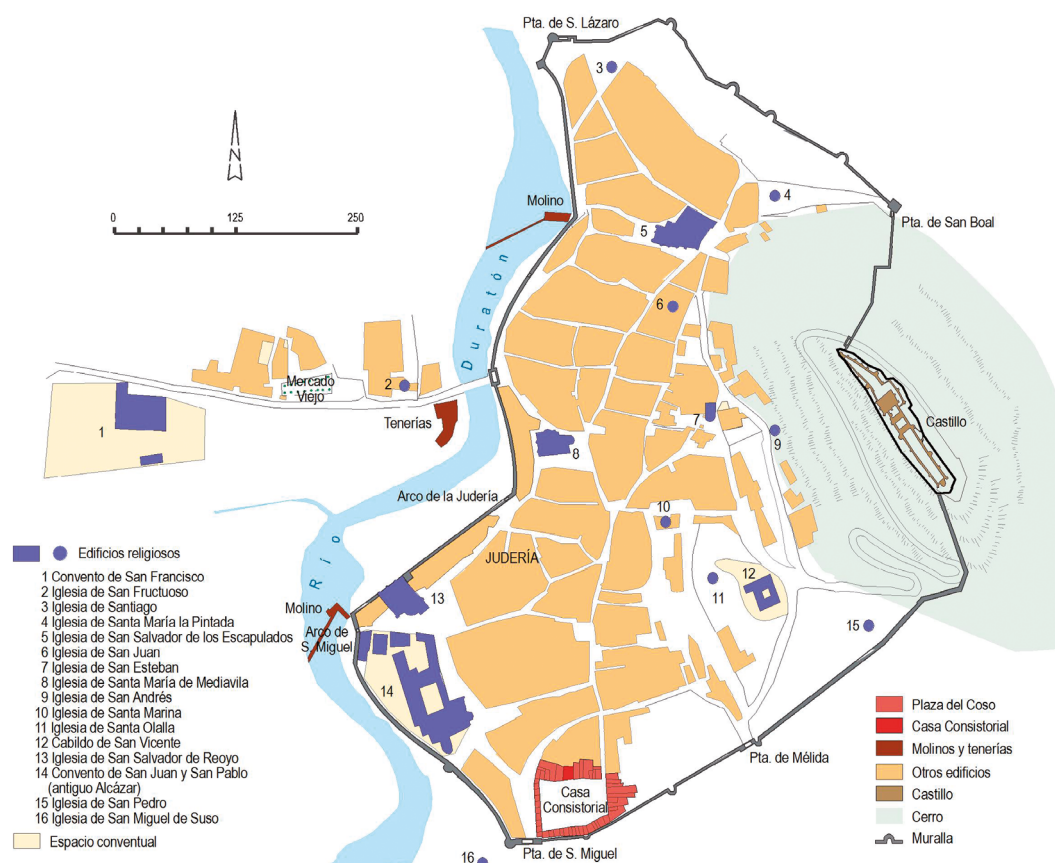 Pta. de S. Lázaro
3
4
Molino
Pta. de San Boal
5
N
0 125 250
Duratón
6
Mercado
Viejo
2
Tenerías
7
Castillo
1
9
8
Arco de la Judería
10
Río
JUDERÍA
12
11
13
Molino
Arco de
S. Miguel
15
14
Pta. de Mélida
Casa
Consistorial
Pta. de S. Miguel
16
Edificios religiosos
1 Convento de San Francisco
2 Iglesia de San Fructuoso
3 Iglesia de Santiago
4 Iglesia de Santa María la Pintada
5 Iglesia de San Salvador de los Escapulados
6 Iglesia de San Juan
7 Iglesia de San Esteban
8 Iglesia de Santa María de Mediavila
9 Iglesia de San Andrés
10 Iglesia de Santa Marina
11 Iglesia de Santa Olalla
12 Cabildo de San Vicente
13 Iglesia de San Salvador de Reoyo
14 Convento de San Juan y San Pablo
(antiguo Alcázar)
15 Iglesia de San Pedro
16 Iglesia de San Miguel de Suso
Espacio conventual
Plaza del Coso
Casa Consistorial
Molinos y tenerías
Otros edificios
Castillo
Cerro
Muralla